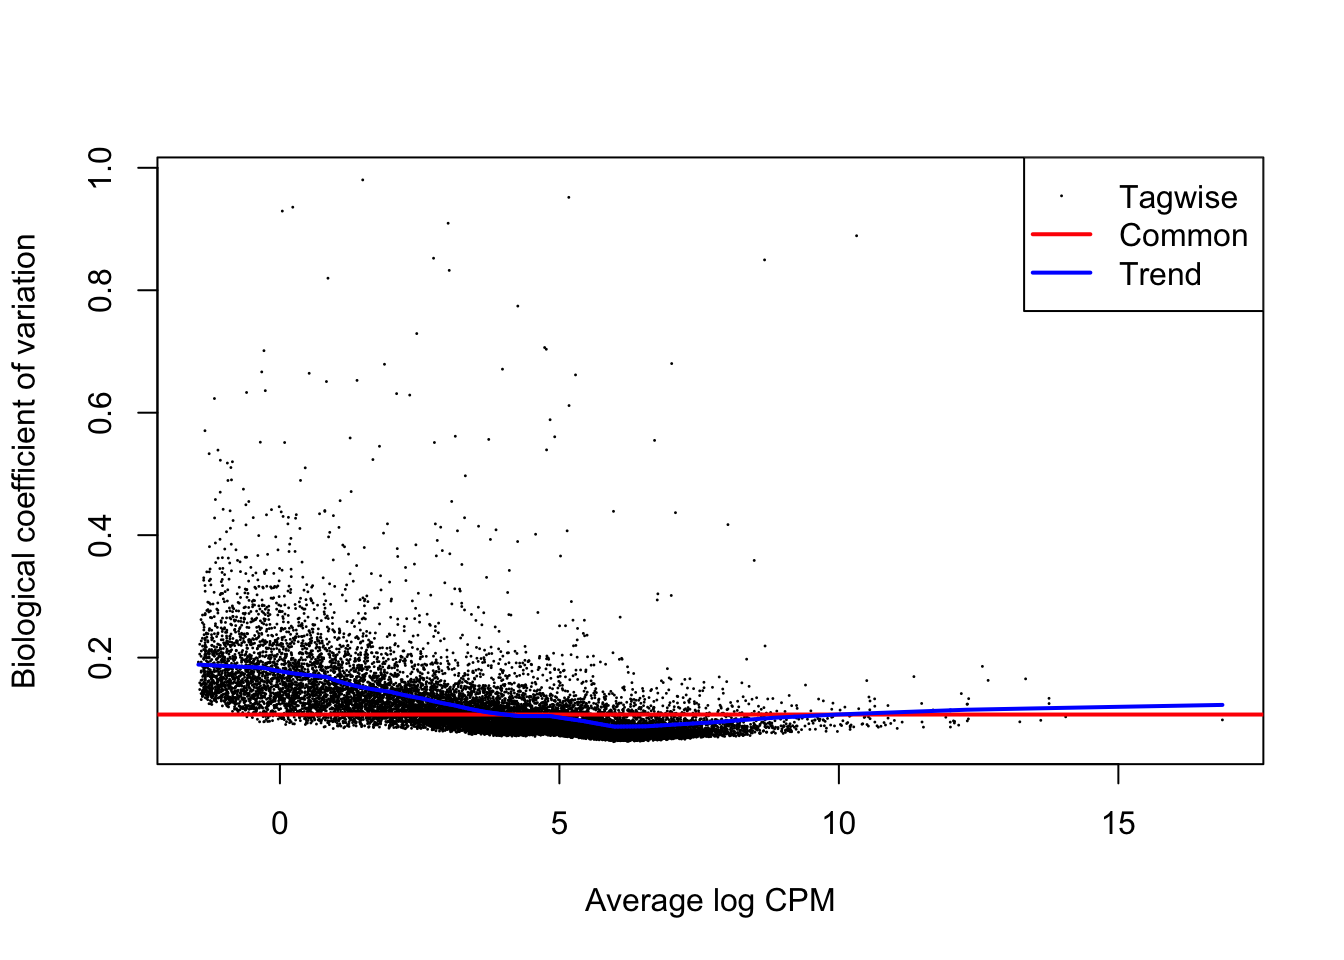 Biological coefficient of variation
1.0
0.8
0.6
0.4
0.2
Tagwise
Common
Trend
0 5 10 15
Average log CPM